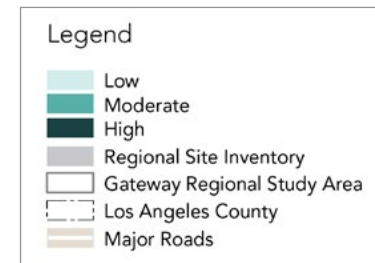 Legend
Low
Moderate
High
Regional Site Inventory
Gateway Regional Study Area
Los Angeles County
Major Roads